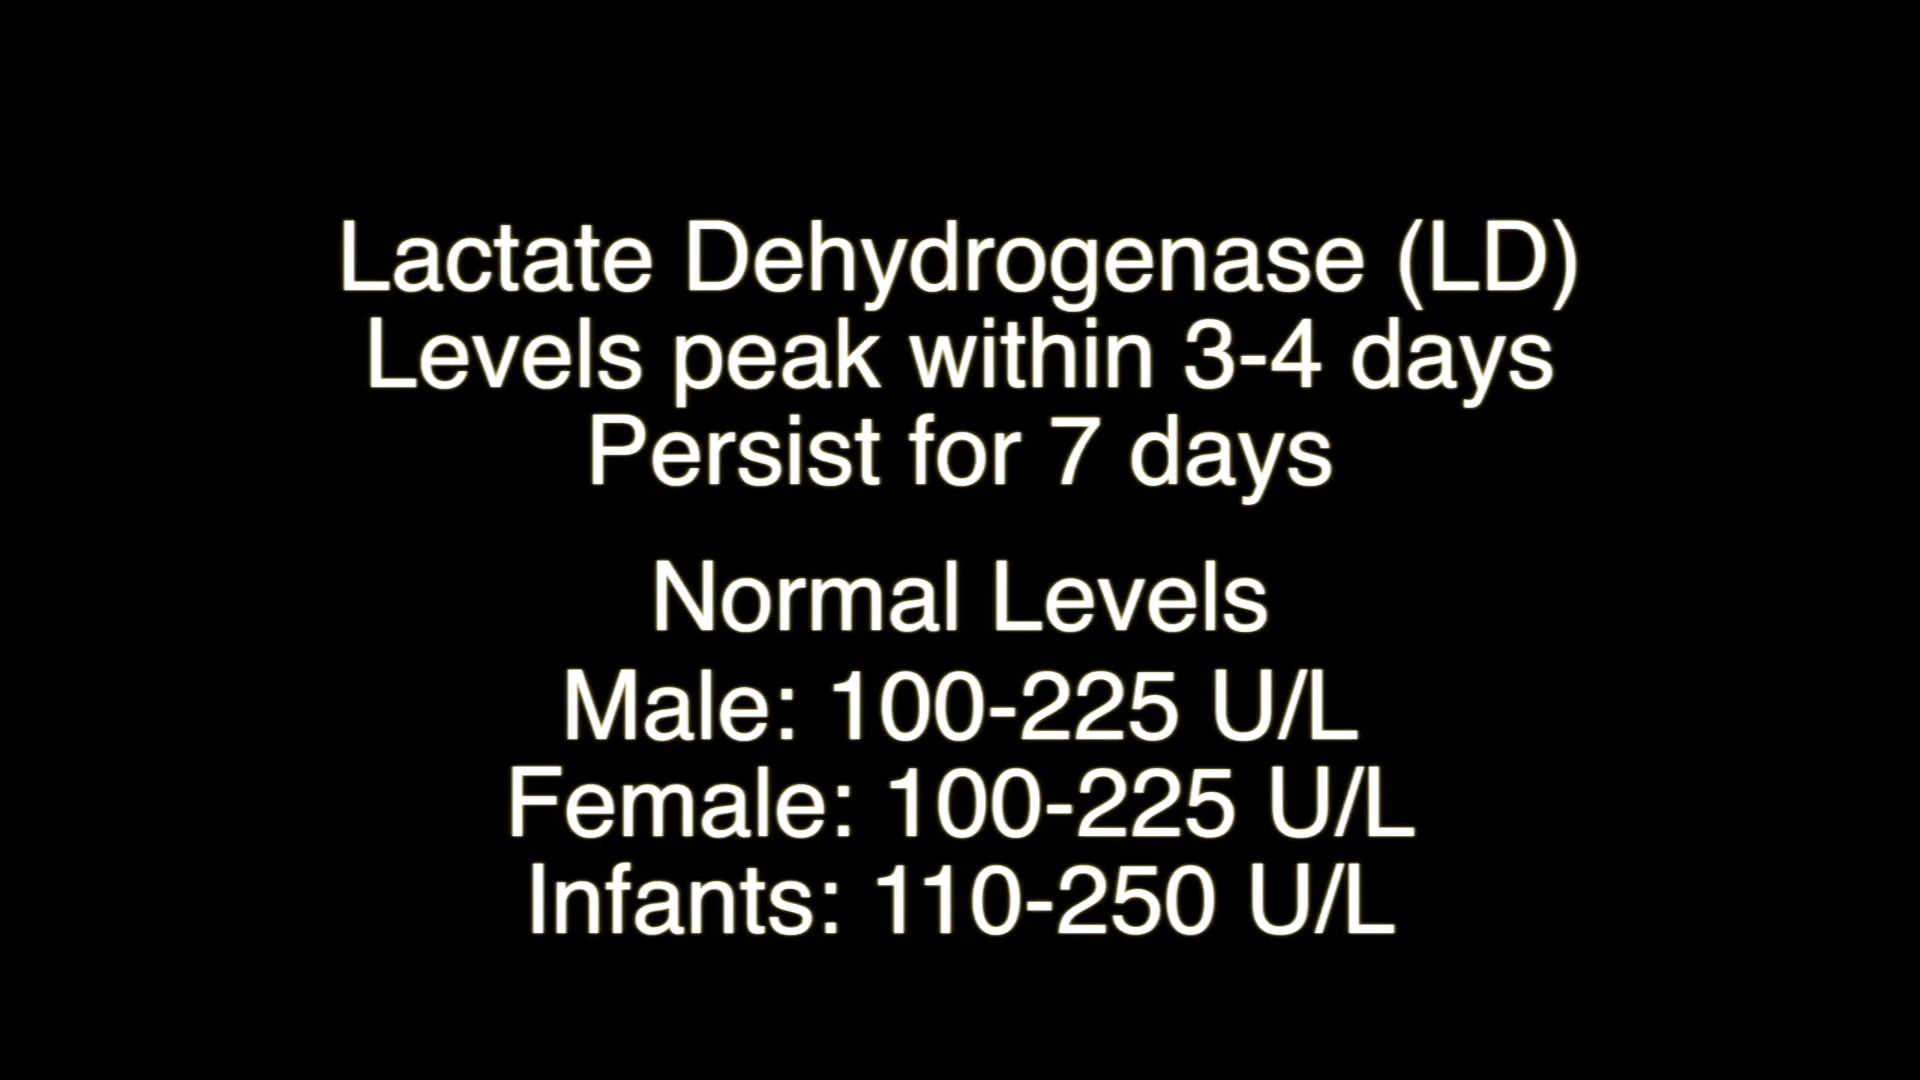 Lactate Dehydrogenase (LD)
Levels peak within 3-4 days
Persist for 7 days
Normal Levels
Male: 100-225 U/L
Female: 100-225 U/L
Infants: 110-250 U/L